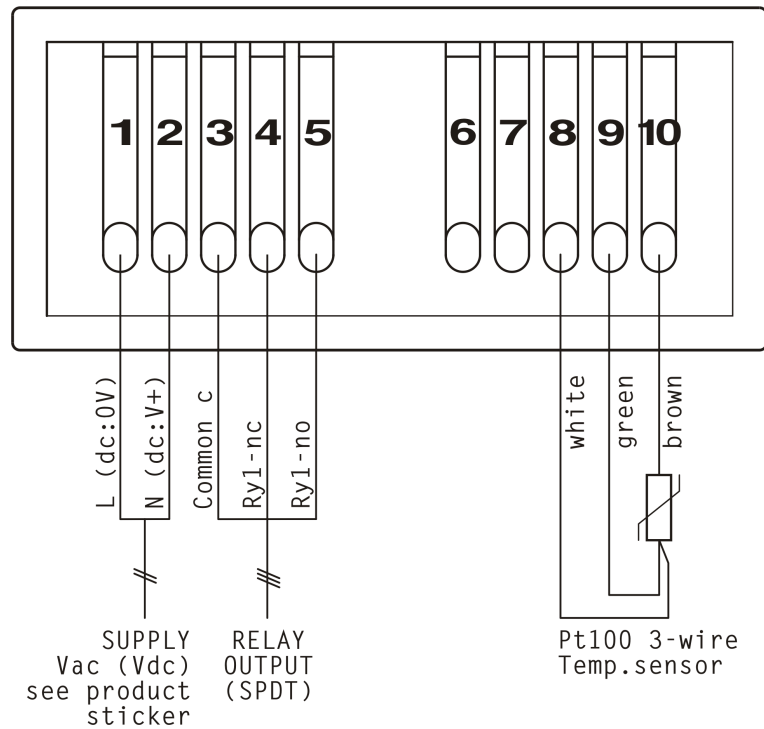 1 2 3 4 5 6 7 8 9 10
L (dc:0V)
N (dc:V+)
Common c
Ry1-nc
Ry1-no
white
green
brown
SUPPLY
Vac (Vdc)
see product
sticker
RELAY
OUTPUT
(SPDT)
Pt100 3-wire
Temp.sensor